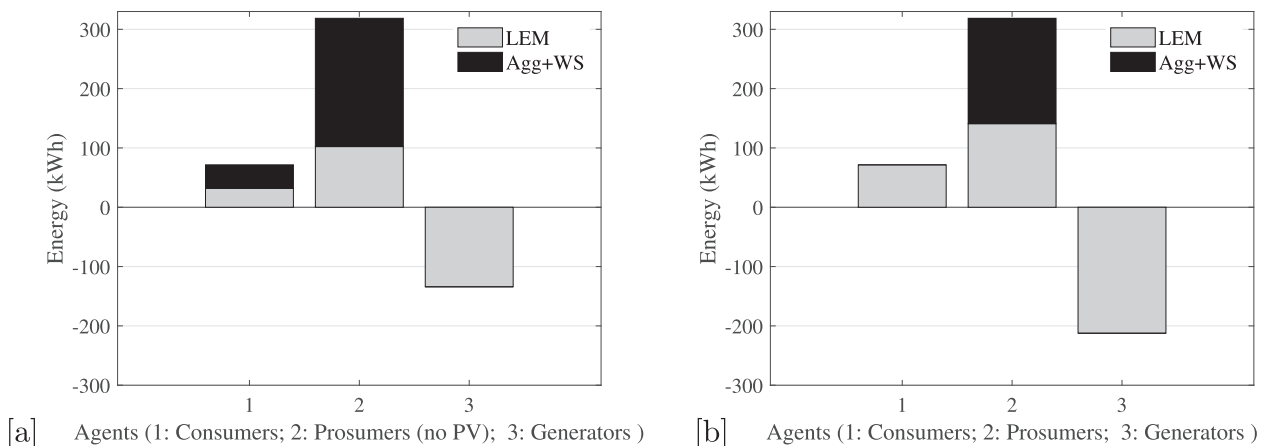 300
200
100
0
-100
-200
-300
Energy (kWh)
LEM
Agg+WS
1 2 3
[a] Agents (1: Consumers; 2: Prosumers (no PV); 3: Generators )
300
200
100
0
-100
-200
-300
Energy (kWh)
LEM
Agg+WS
1 2 3
[b] Agents (1: Consumers; 2: Prosumers; 3: Generators )